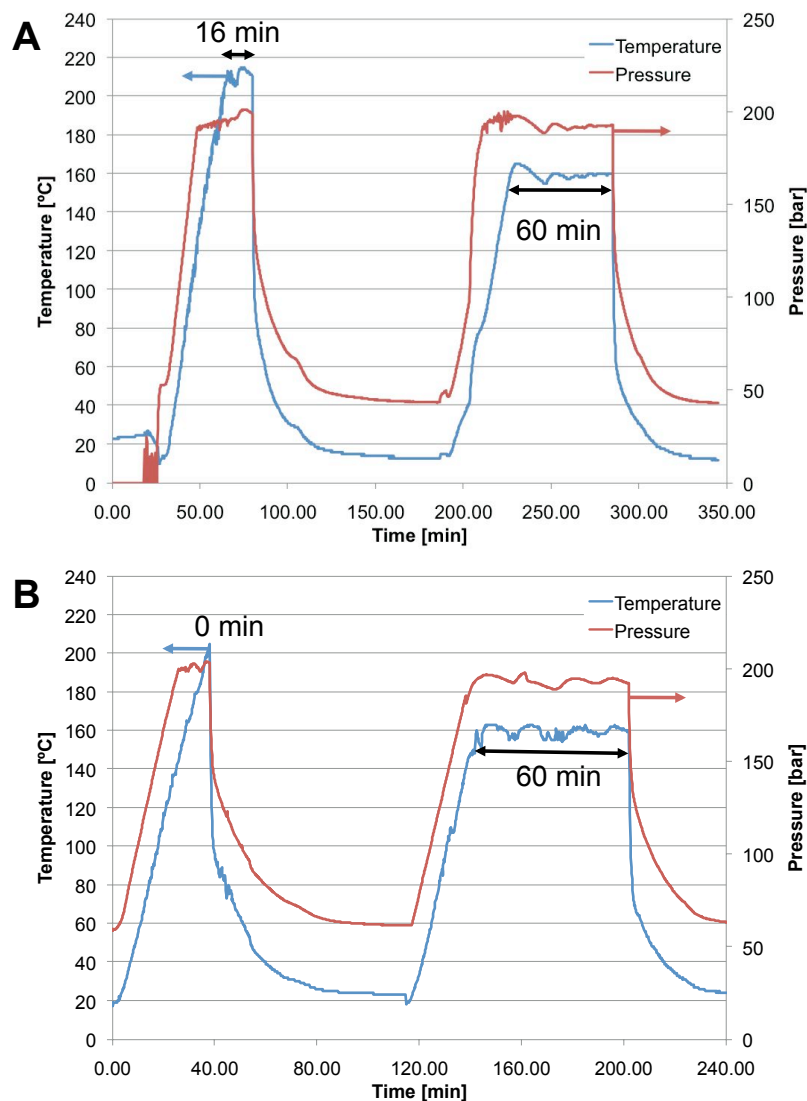 A
16 min
Temperature
Pressure
60 min
Temperature [ºC]
240
220
200
180
160
140
120
100
80
60
40
20
0
Pressure [bar]
250
200
150
100
50
0
0.00 50.00 100.00 150.00 200.00 250.00 300.00 350.00
Time [min]
B
0 min
Temperature
Pressure
60 min
Temperature [ºC]
240
220
200
180
160
140
120
100
80
60
40
20
0
Pressure [bar]
250
200
150
100
50
0
0.00 40.00 80.00 120.00 160.00 200.00 240.00
Time [min]